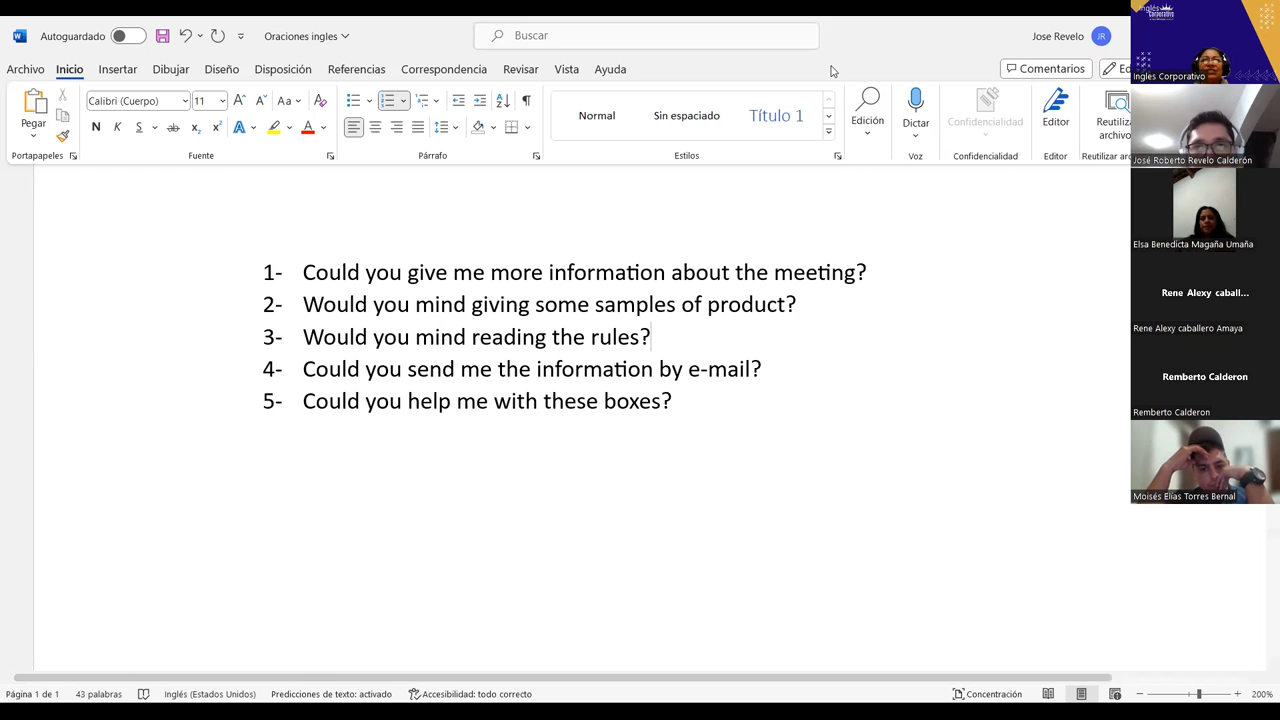 Autoguardado
Oraciones ingles
Buscar
Jose Revelo
JR
Archivo
Inicio
Insertar
Dibujar
Diseño
Disposición
Referencias
Correspondencia
Revisar
Vista
Ayuda
Comentarios
Pegar
Calibri (Cuerpo)
11
Aa
N K S ab x₂ x²
Normal
Sin espaciado
Título 1
Edición
Dictar
Confidencialidad
Editor
Portapapeles
Fuente
Párrafo
Estilos
Voz
Confidencialidad
Editor
1- Could you give me more information about the meeting?
2- Would you mind giving some samples of product?
3- Would you mind reading the rules?
4- Could you send me the information by e-mail?
5- Could you help me with these boxes?
Inglés Corporativo
Ingles Corporativo
José Roberto Revelo Calderón
Elsa Benedicta Magaña Umaña
Rene Alexy caball...
Rene Alexy caballero Amaya
Remberto Calderon
Remberto Calderon
Moisés Elías Torres Bernal
Página 1 de 1
43 palabras
Inglés (Estados Unidos)
Predicciones de texto: activado
Accesibilidad: todo correcto
Concentración
200%